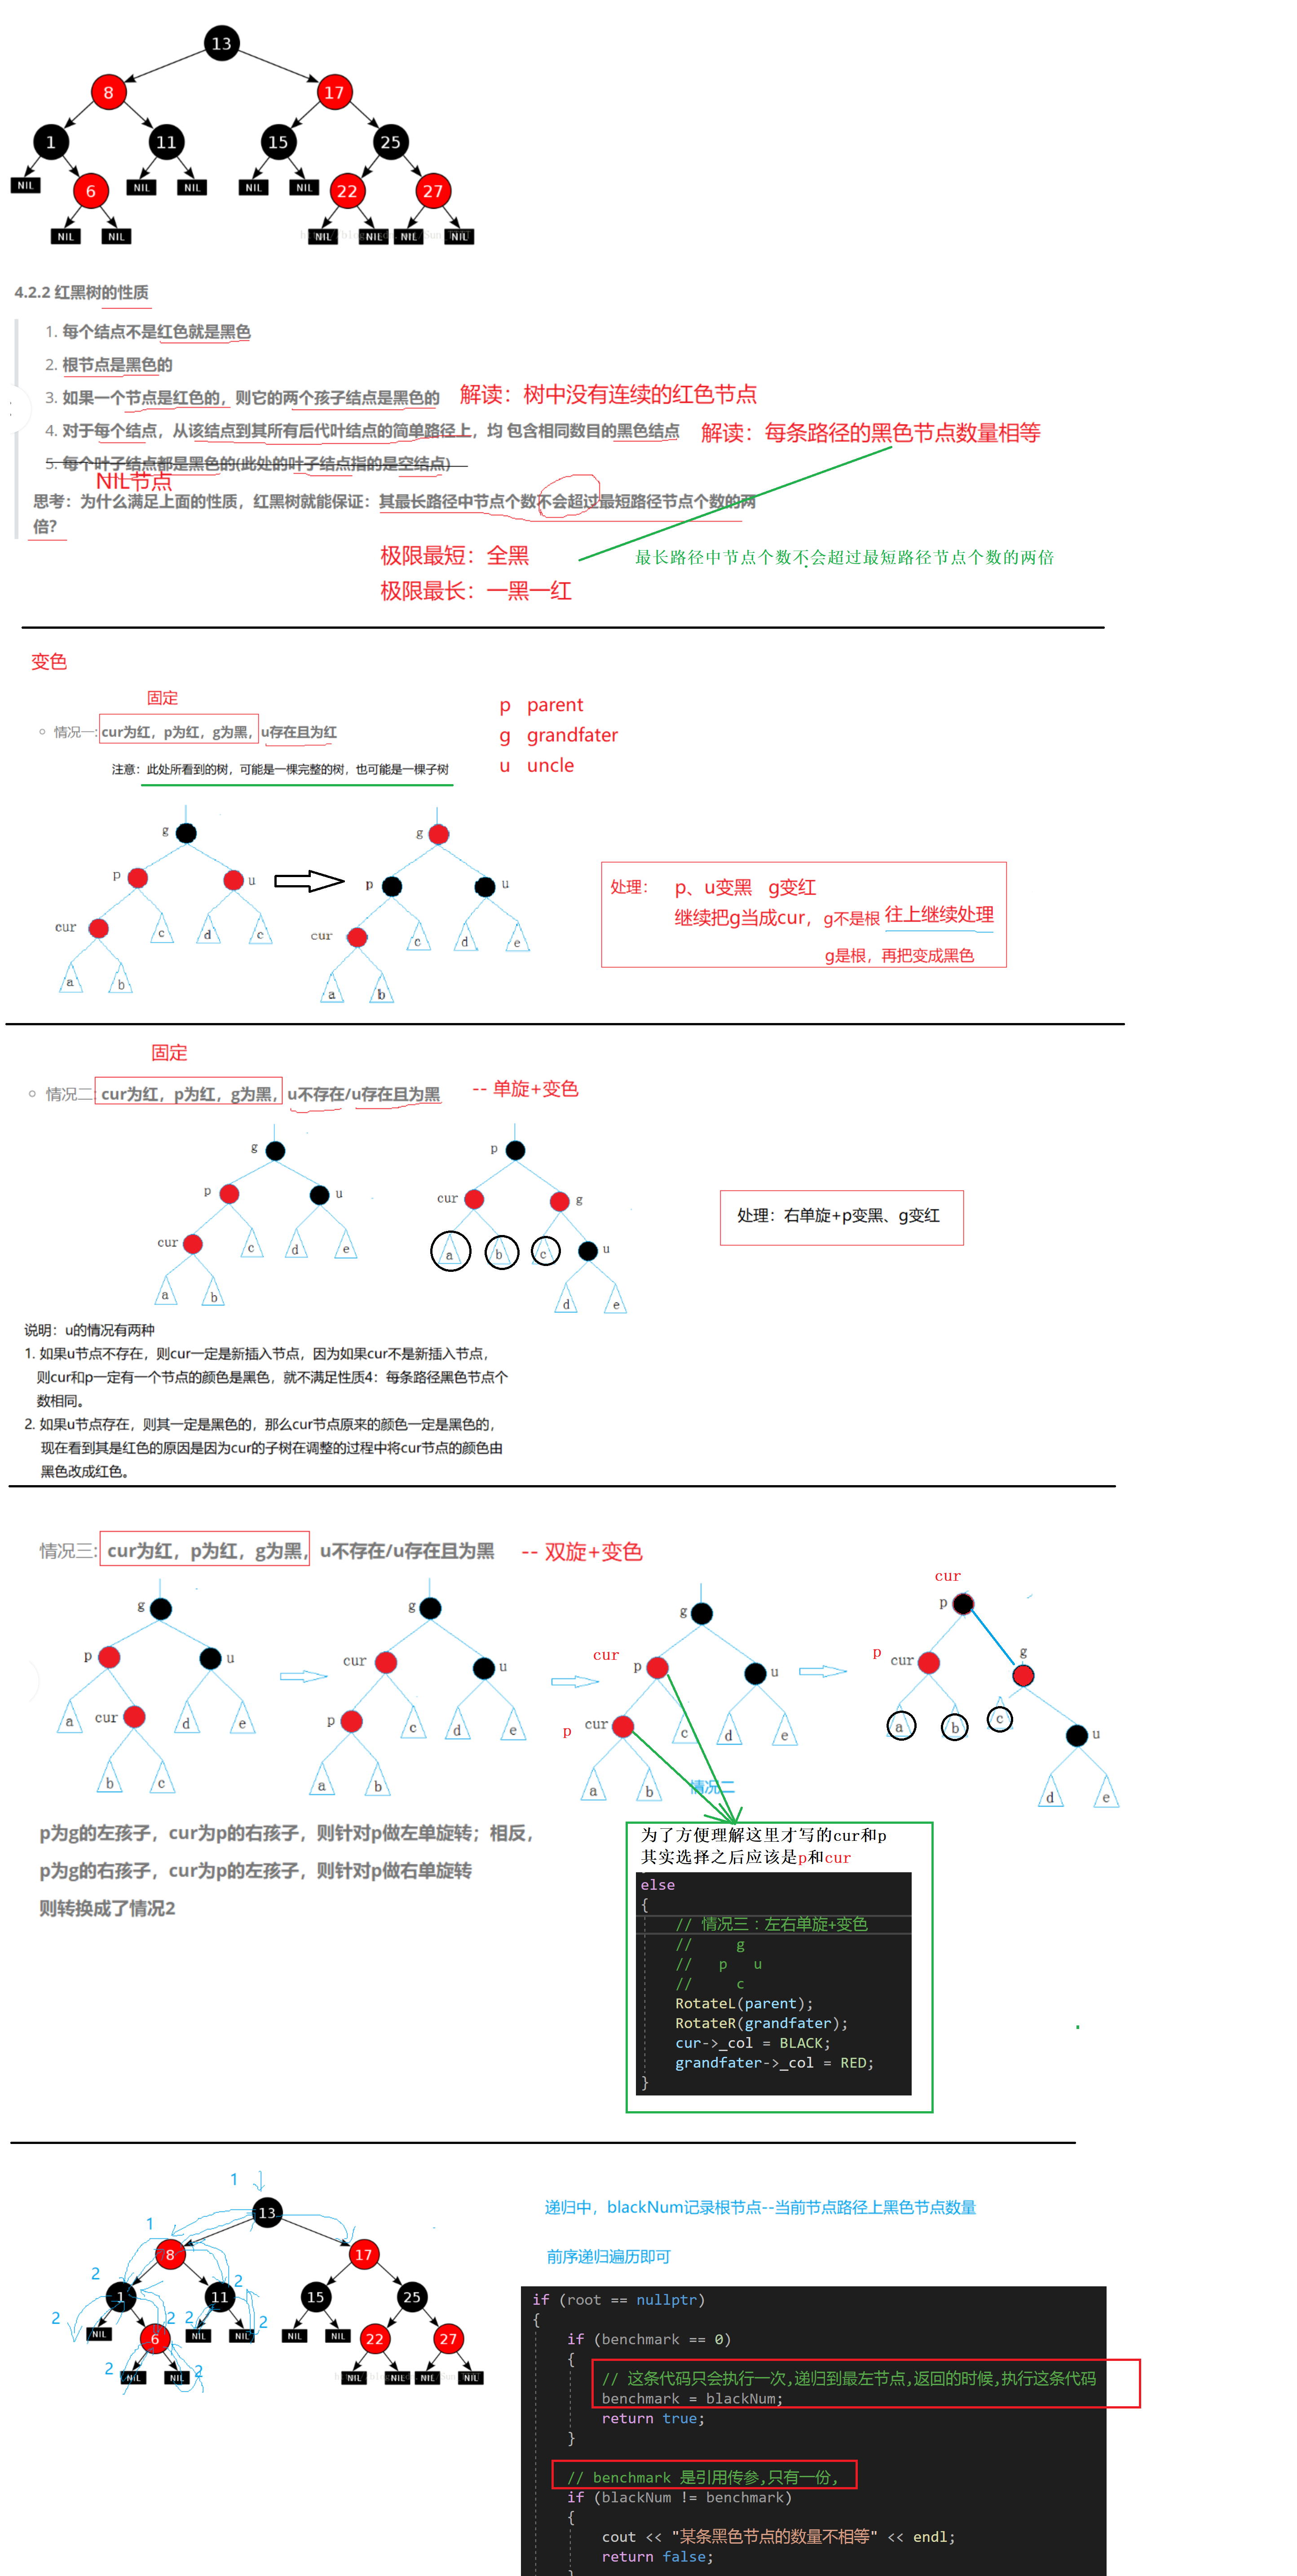 13
8
17
1
11
15
25
NIL
6
NIL
NIL
NIL
NIL
22
27
NIL
NIL
NIL
NIL
NIL
NIL
4.2.2 红黑树的性质
1. 每个结点不是红色就是黑色
2. 根节点是黑色的
3. 如果一个节点是红色的，则它的两个孩子结点是黑色的 解读：树中没有连续的红色节点
4. 对于每个结点，从该结点到其所有后代叶结点的简单路径上，均 包含相同数目的黑色结点 解读：每条路径的黑色节点数量相等
5. 每个叶子结点都是黑色的(此处的叶子结点指的是空结点)
NIL节点
思考：为什么满足上面的性质，红黑树就能保证：其最长路径中节点个数不会超过最短路径节点个数的两
倍？
极限最短：全黑
最长路径中节点个数不会超过最短路径节点个数的两倍
极限最长：一黑一红
变色
固定
p parent
情况一: cur为红，p为红，g为黑，u存在且为红
g grandfater
注意：此处所看到的树，可能是一棵完整的树，也可能是一棵子树
u uncle
g
g
p
u
p
u
cur
c
d
c
cur
c
d
e
a
b
a
b
处理： p、u变黑 g变红
继续把g当成cur，g不是根 往上继续处理
g是根，再把变成黑色
固定
情况二: cur为红，p为红，g为黑，u不存在/u存在且为黑 -- 单旋+变色
g
p
p
u
cur
g
cur
c
d
e
a
b
c
u
a
b
d
e
处理：右单旋+p变黑、g变红
说明：u的情况有两种
1. 如果u节点不存在，则cur一定是新插入节点，因为如果cur不是新插入节点，
则cur和p一定有一个节点的颜色是黑色，就不满足性质4：每条路径黑色节点个
数相同。
2. 如果u节点存在，则其一定是黑色的，那么cur节点原来的颜色一定是黑色的，
现在看到其是红色的原因是因为cur的子树在调整的过程中将cur节点的颜色由
黑色改成红色。
情况三: cur为红，p为红，g为黑，u不存在/u存在且为黑 -- 双旋+变色
g
p
u
a
cur
d
e
b
c
g
cur
u
p
c
d
e
a
b
g
cur
p
u
p
cur
c
d
e
a
b
情况二
cur
p
p
cur
g
a
b
c
u
d
e
p为g的左孩子，cur为p的右孩子，则针对p做左单旋转；相反，
p为g的右孩子，cur为p的左孩子，则针对p做右单旋转
则转换成了情况2
为了方便理解这里才写的cur和p
其实选择之后应该是p和cur
else
{
// 情况三：左右单旋+变色
// g
// p u
// c
RotateL(parent);
RotateR(grandfater);
cur->_col = BLACK;
grandfater->_col = RED;
}
1
13
1
8
17
2
1
2
11
15
25
2
NIL
6
2
2
NIL
NIL
2
NIL
NIL
22
27
2
NIL
NIL
2
NIL
NIL
NIL
NIL
递归中，blackNum记录根节点--当前节点路径上黑色节点数量
前序递归遍历即可
if (root == nullptr)
{
if (benchmark == 0)
{
// 这条代码只会执行一次,递归到最左节点,返回的时候,执行这条代码
benchmark = blackNum;
return true;
}
// benchmark 是引用传参,只有一份,
if (blackNum != benchmark)
{
cout << "某条黑色节点的数量不相等" << endl;
return false;